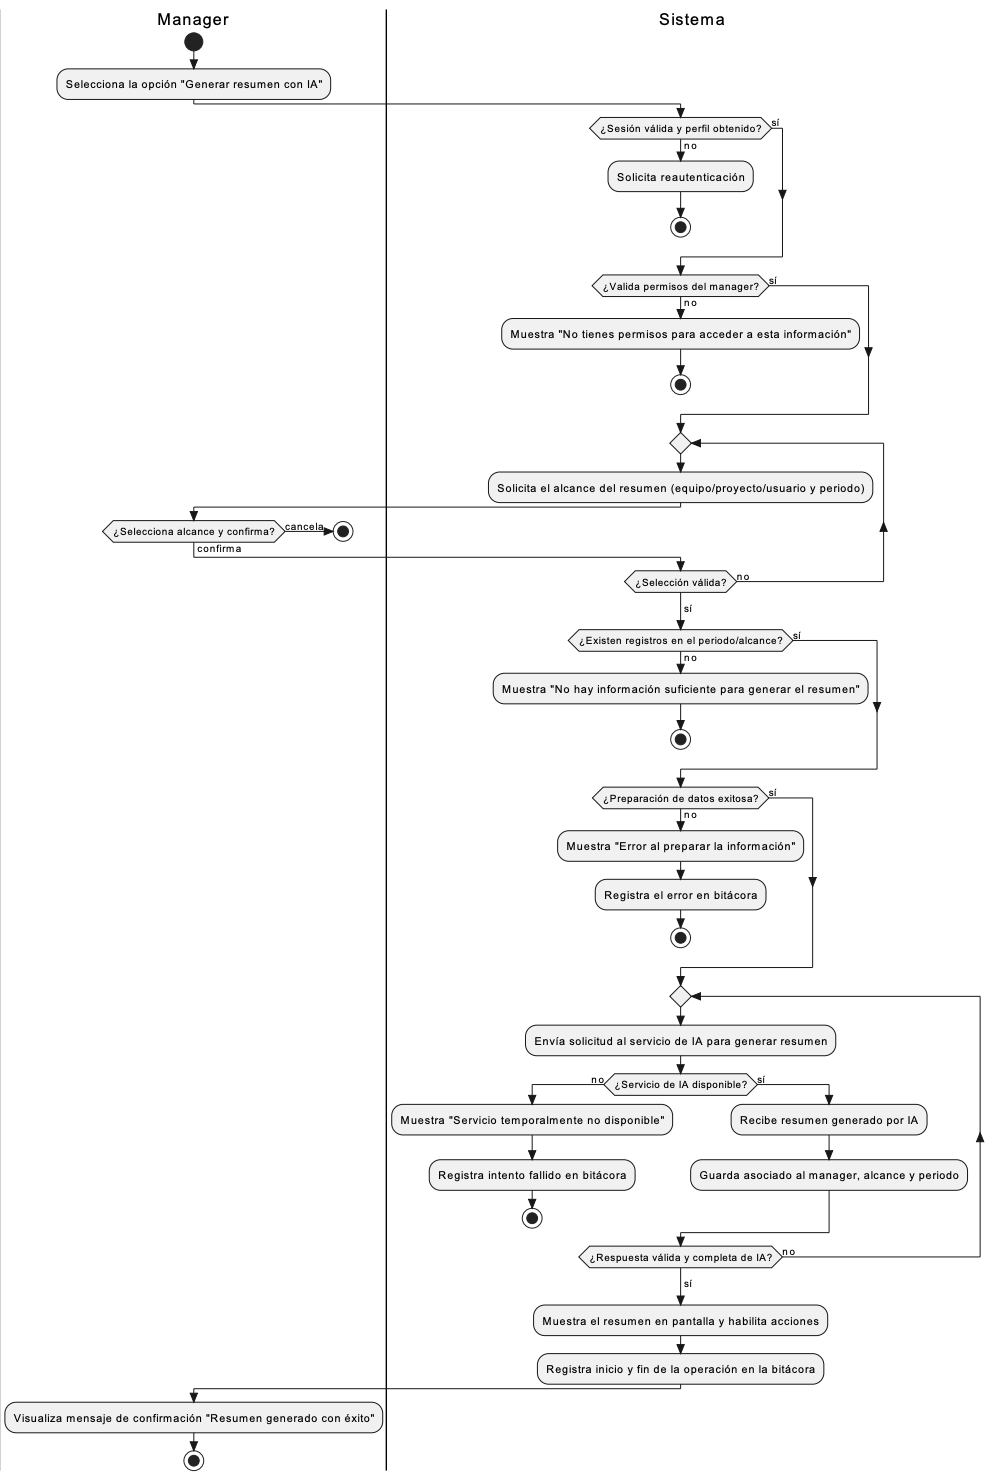 Manager
Sistema
Selecciona la opción "Generar resumen con IA"
¿Sesión válida y perfil obtenido?
sí
no
Solicita reautenticación
¿Valida permisos del manager?
sí
no
Muestra "No tienes permisos para acceder a esta información"
Solicita el alcance del resumen (equipo/proyecto/usuario y periodo)
¿Selecciona alcance y confirma?
cancela
confirma
¿Selección válida?
no
sí
¿Existen registros en el periodo/alcance?
sí
no
Muestra "No hay información suficiente para generar el resumen"
¿Preparación de datos exitosa?
sí
no
Muestra "Error al preparar la información"
Registra el error en bitácora
Envía solicitud al servicio de IA para generar resumen
no
¿Servicio de IA disponible?
sí
Muestra "Servicio temporalmente no disponible"
Recibe resumen generado por IA
Registra intento fallido en bitácora
Guarda asociado al manager, alcance y periodo
¿Respuesta válida y completa de IA?
no
sí
Muestra el resumen en pantalla y habilita acciones
Registra inicio y fin de la operación en la bitácora
Visualiza mensaje de confirmación "Resumen generado con éxito"